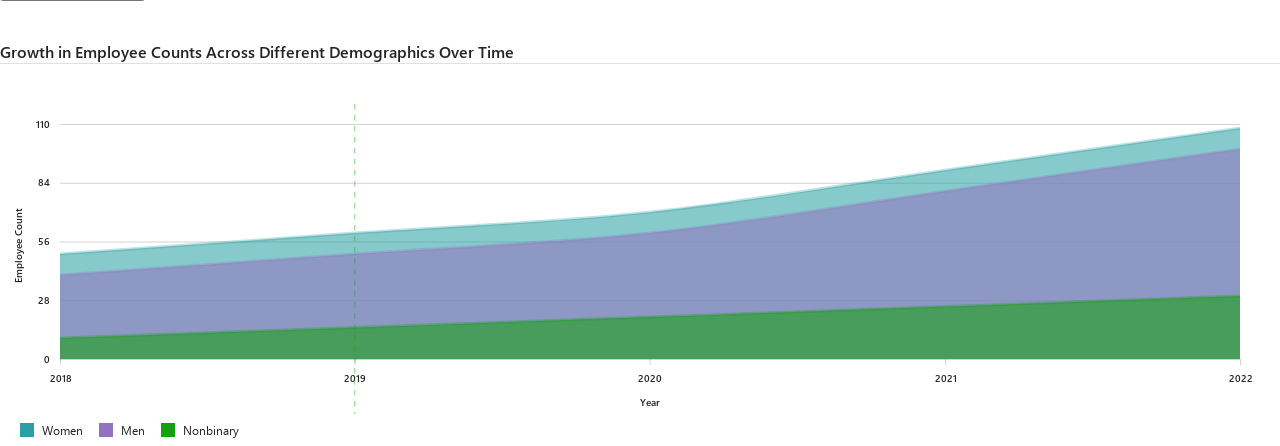 Growth in Employee Counts Across Different Demographics Over Time
110
84
56
28
0
Employee Count
2018 2019 2020 2021 2022
Year
Women Men Nonbinary